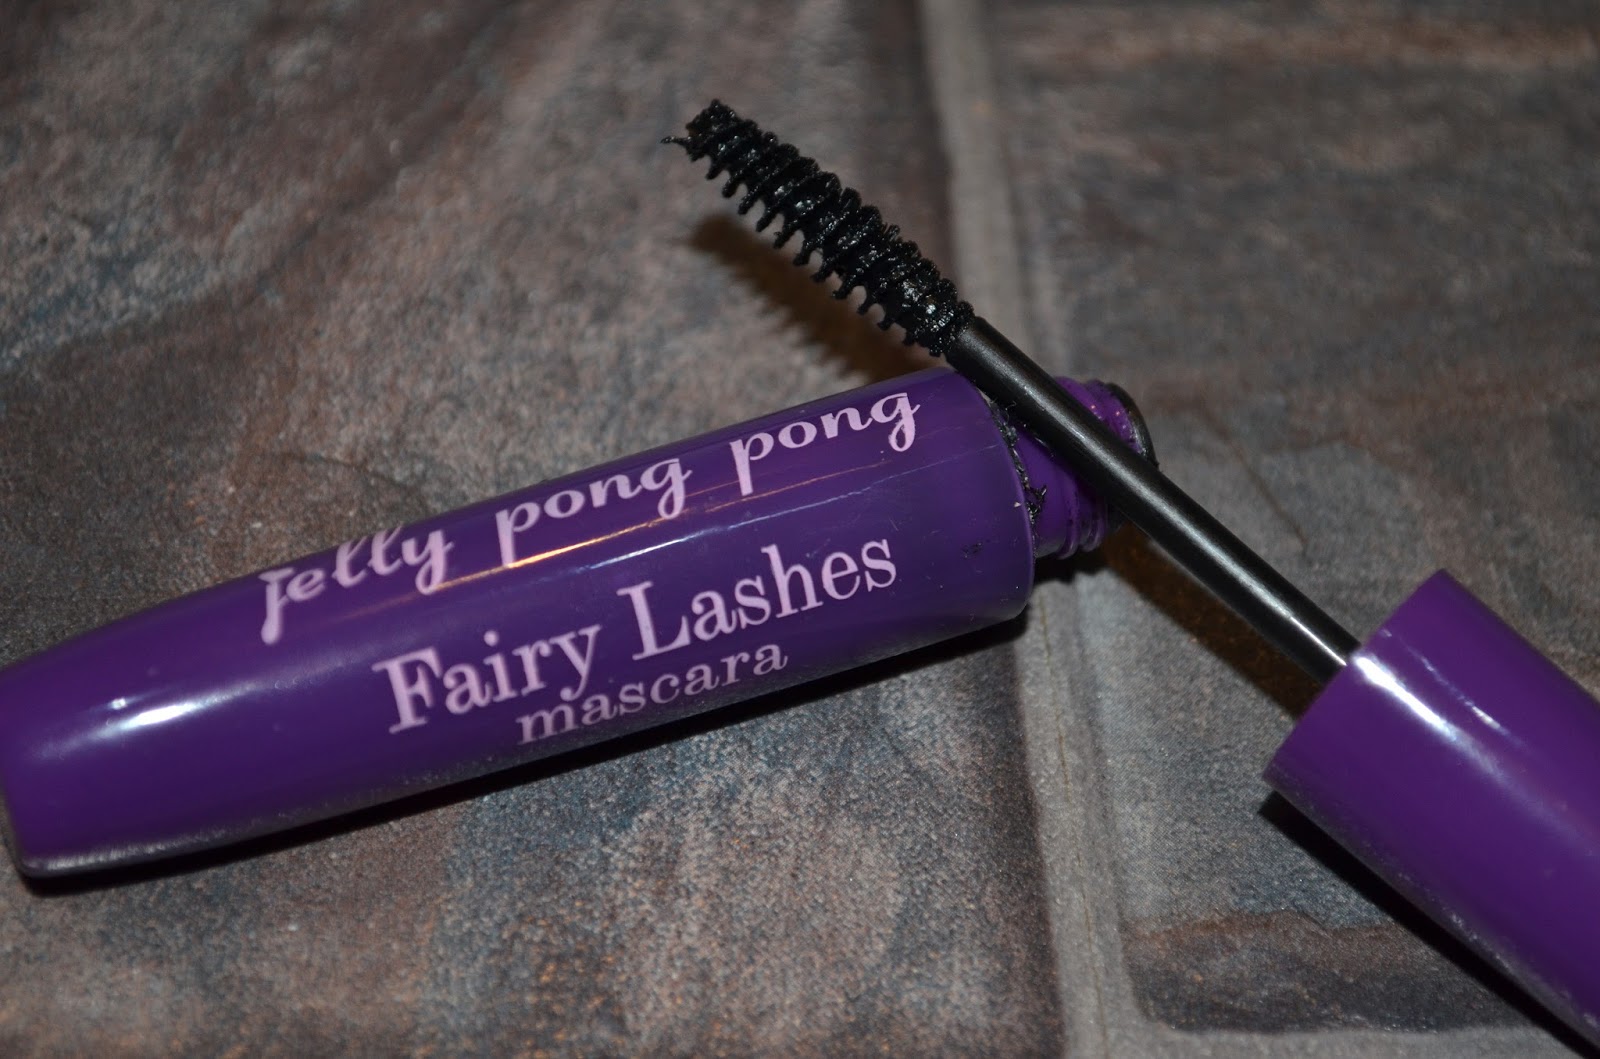 jelly pong pong
Fairy Lashes
mascara